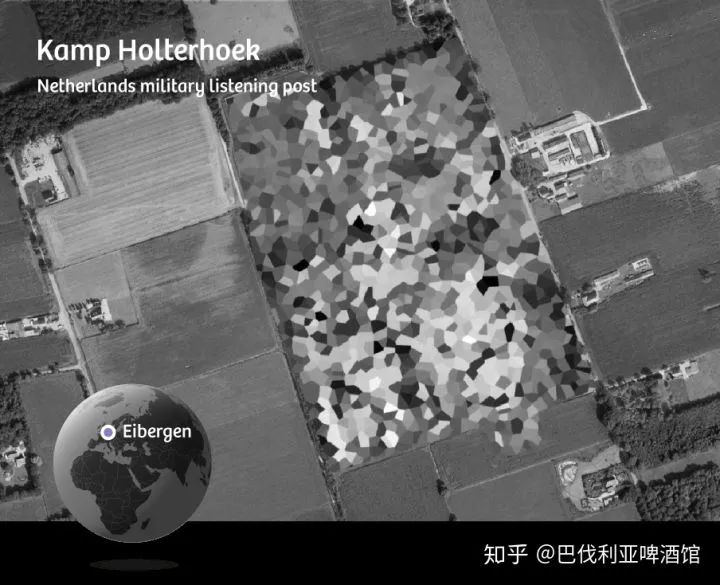 Kamp Holterhoek
Netherlands military listening post
Eibergen
知乎 @巴伐利亚啤酒馆